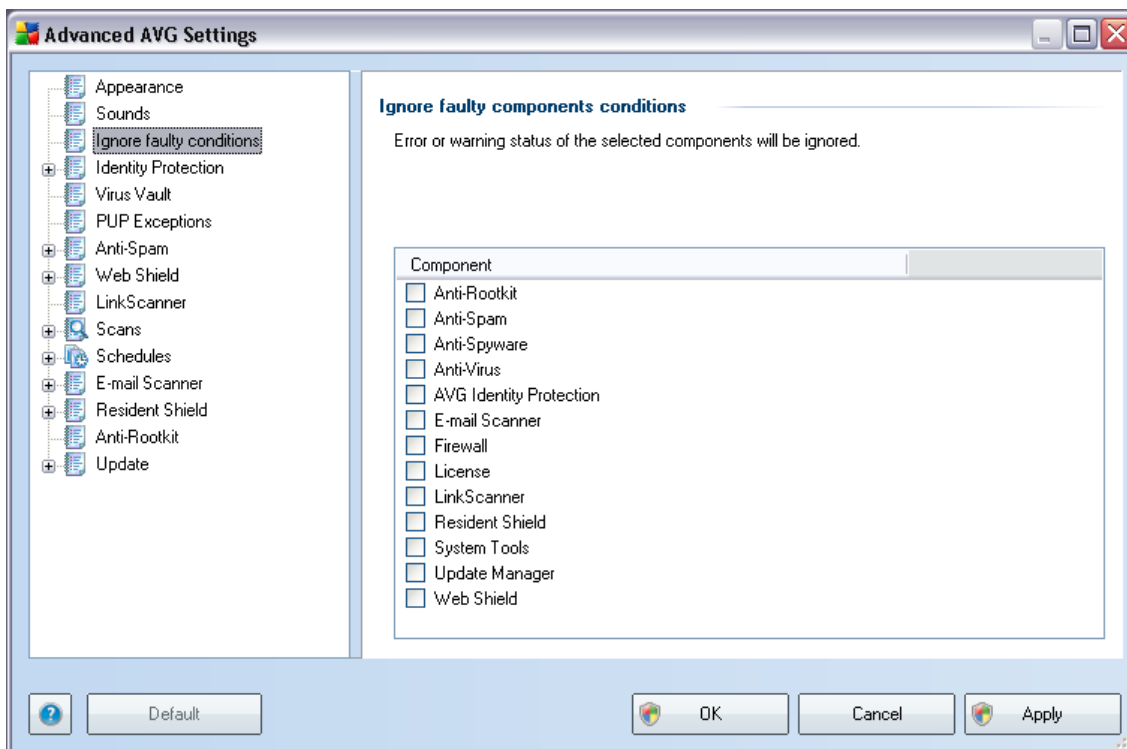 Advanced AVG Settings
Appearance
Sounds
Ignore faulty conditions
Identity Protection
Virus Vault
PUP Exceptions
Anti-Spam
Web Shield
LinkScanner
Scans
Schedules
E-mail Scanner
Resident Shield
Anti-Rootkit
Update
Ignore faulty components conditions
Error or warning status of the selected components will be ignored.
Component
Anti-Rootkit
Anti-Spam
Anti-Spyware
Anti-Virus
AVG Identity Protection
E-mail Scanner
Firewall
License
LinkScanner
Resident Shield
System Tools
Update Manager
Web Shield
? Default OK Cancel Apply